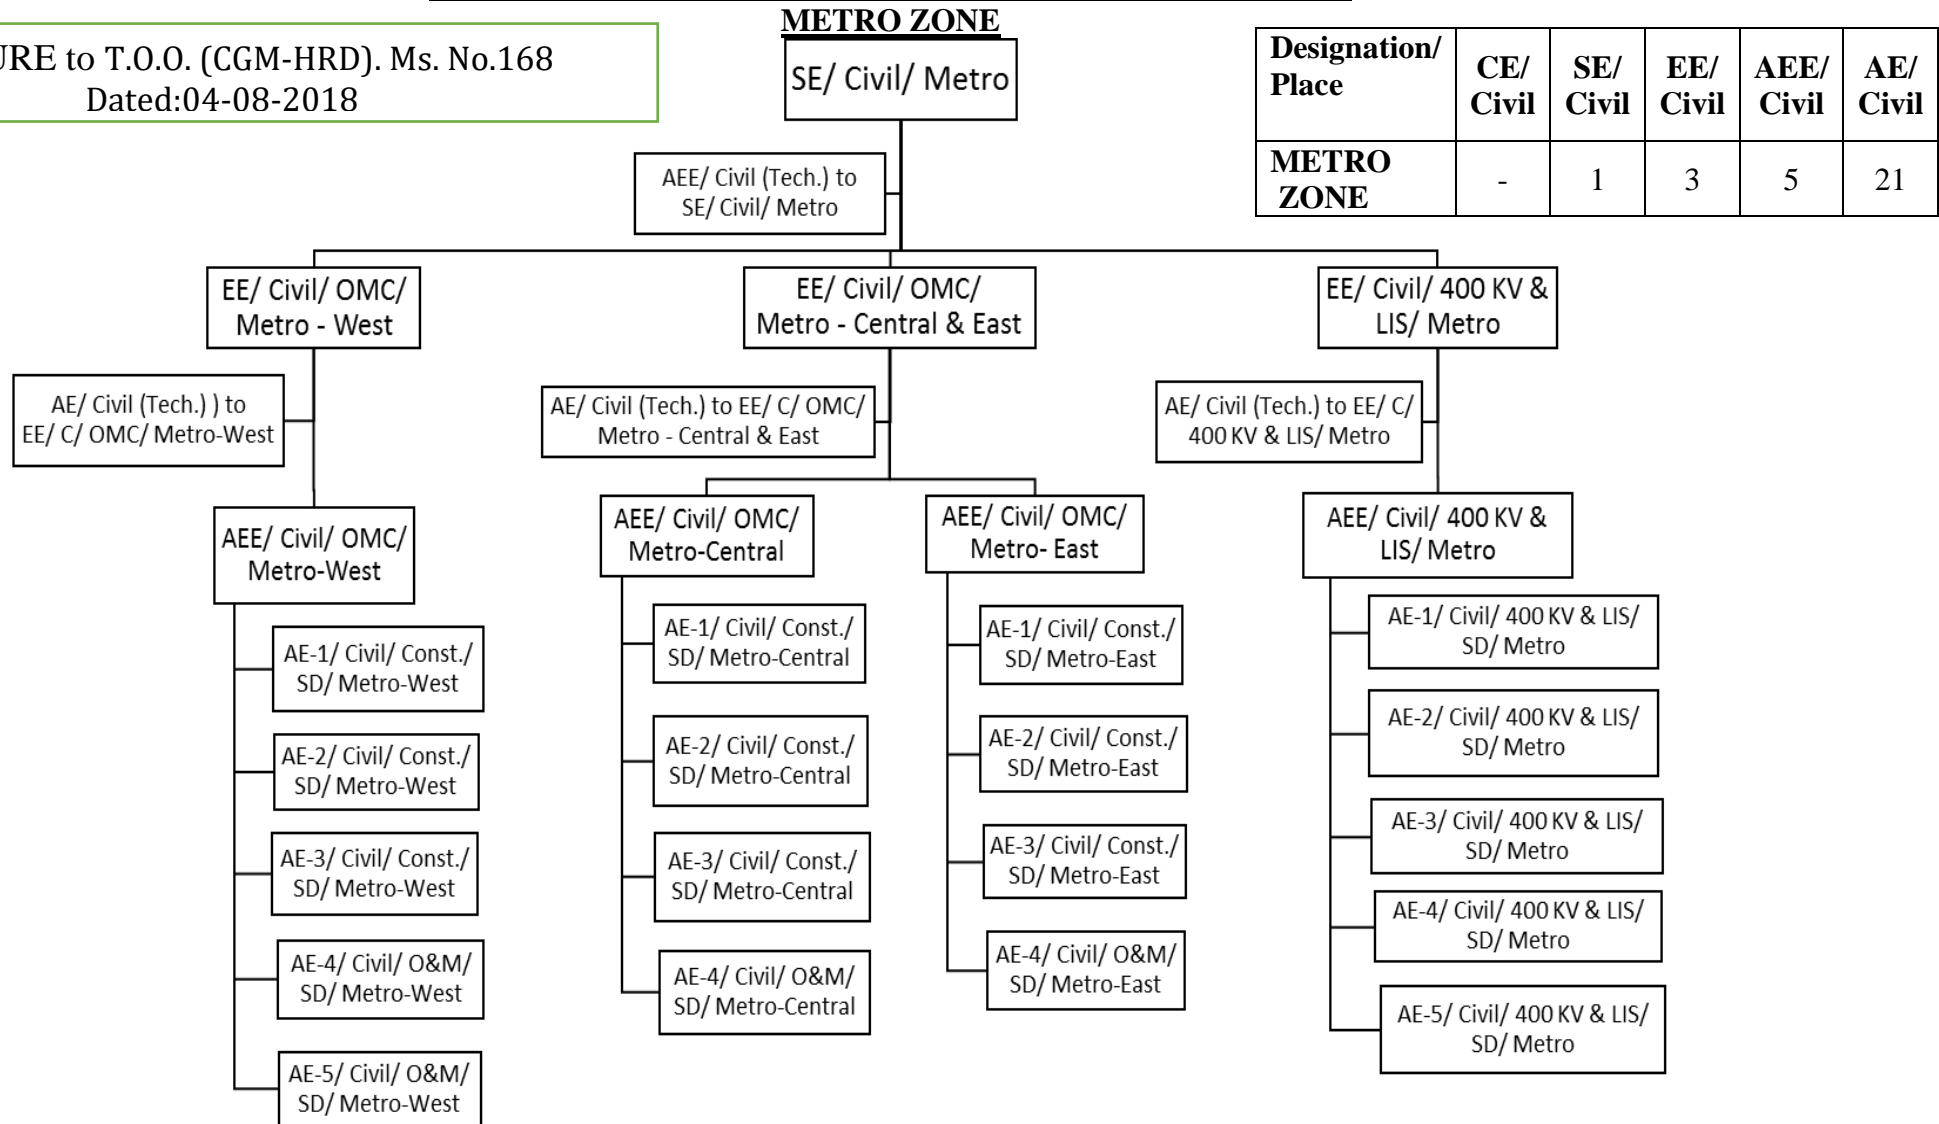 METRO ZONE
URE to T.O.O. (CGM-HRD). Ms. No.168
Dated:04-08-2018
SE/ Civil/ Metro
Designation/ Place CE/ Civil SE/ Civil EE/ Civil AEE/ Civil AE/ Civil
METRO ZONE - 1 3 5 21
AEE/ Civil (Tech.) to
SE/ Civil/ Metro
EE/ Civil/ OMC/
Metro - West
EE/ Civil/ OMC/
Metro - Central & East
EE/ Civil/ 400 KV &
LIS/ Metro
AE/ Civil (Tech.) ) to
EE/ C/ OMC/ Metro-West
AE/ Civil (Tech.) to EE/ C/ OMC/
Metro - Central & East
AE/ Civil (Tech.) to EE/ C/
400 KV & LIS/ Metro
AEE/ Civil/ OMC/
Metro-West
AEE/ Civil/ OMC/
Metro-Central
AEE/ Civil/ OMC/
Metro- East
AEE/ Civil/ 400 KV &
LIS/ Metro
AE-1/ Civil/ Const./
SD/ Metro-West
AE-2/ Civil/ Const./
SD/ Metro-West
AE-3/ Civil/ Const./
SD/ Metro-West
AE-4/ Civil/ O&M/
SD/ Metro-West
AE-5/ Civil/ O&M/
SD/ Metro-West
AE-1/ Civil/ Const./
SD/ Metro-Central
AE-2/ Civil/ Const./
SD/ Metro-Central
AE-3/ Civil/ Const./
SD/ Metro-Central
AE-4/ Civil/ O&M/
SD/ Metro-Central
AE-1/ Civil/ Const./
SD/ Metro-East
AE-2/ Civil/ Const./
SD/ Metro-East
AE-3/ Civil/ Const./
SD/ Metro-East
AE-4/ Civil/ O&M/
SD/ Metro-East
AE-1/ Civil/ 400 KV & LIS/
SD/ Metro
AE-2/ Civil/ 400 KV & LIS/
SD/ Metro
AE-3/ Civil/ 400 KV & LIS/
SD/ Metro
AE-4/ Civil/ 400 KV & LIS/
SD/ Metro
AE-5/ Civil/ 400 KV & LIS/
SD/ Metro